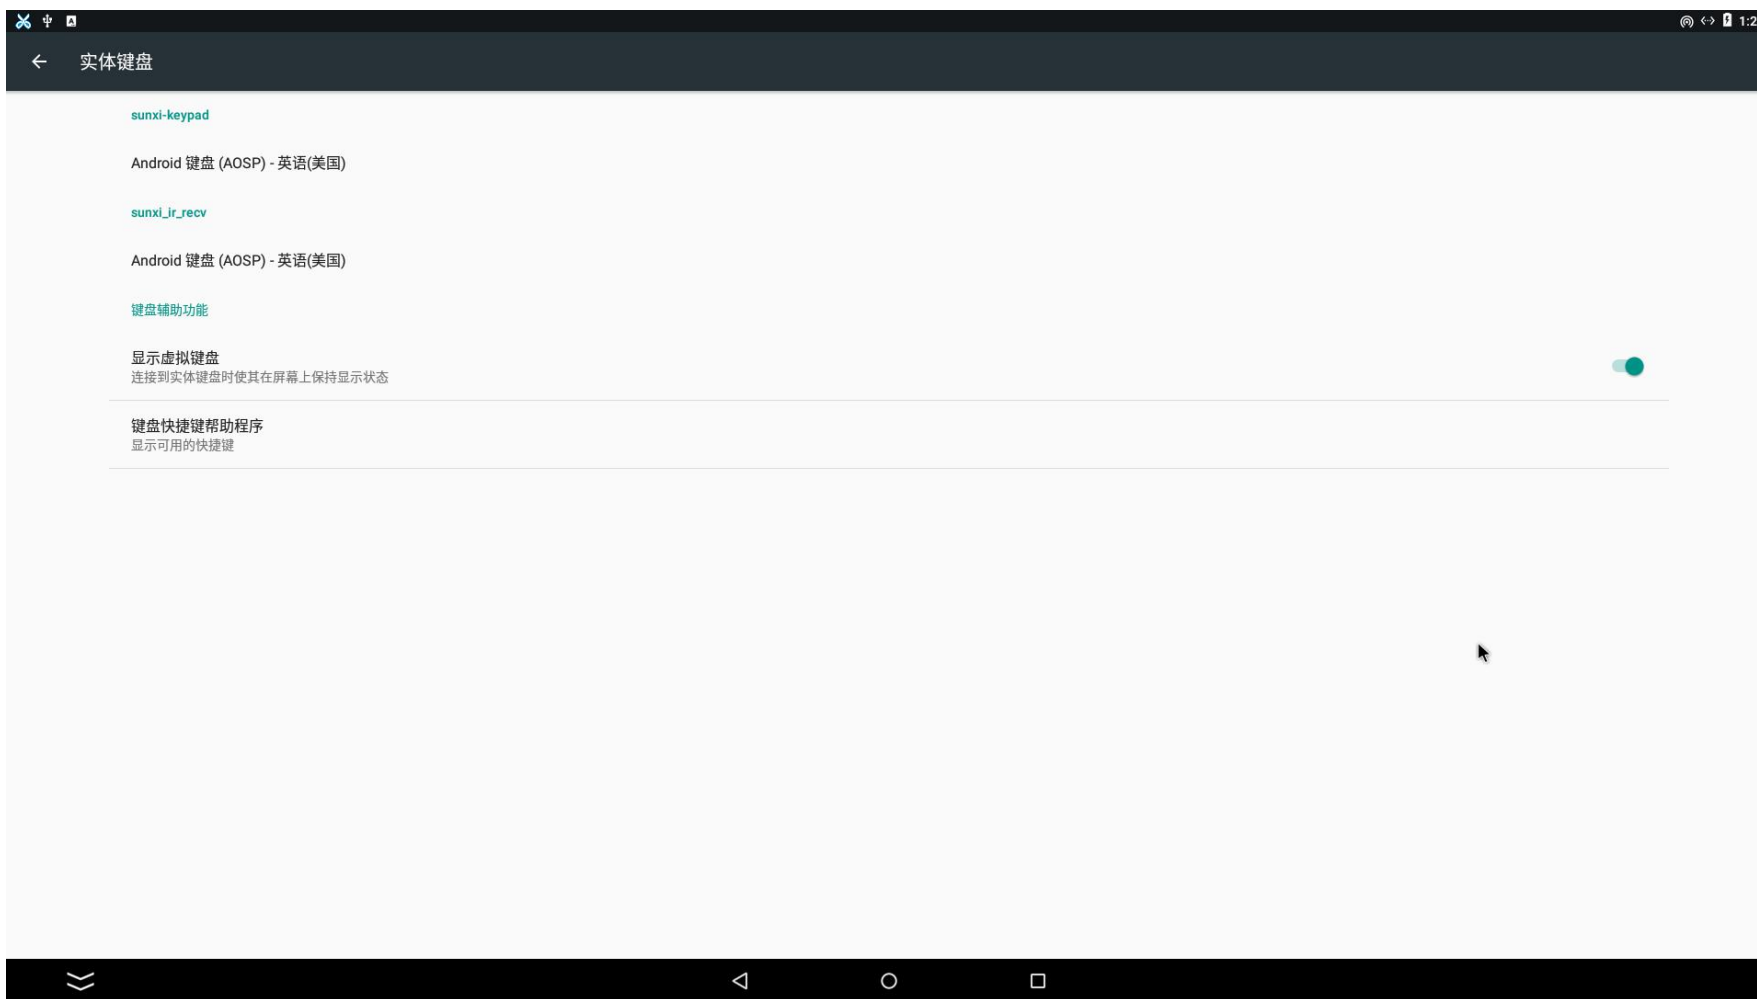 1:2
实体键盘
sunxi-keypad
Android 键盘 (AOSP) - 英语(美国)
sunxi_ir_recv
Android 键盘 (AOSP) - 英语(美国)
键盘辅助功能
显示虚拟键盘
连接到实体键盘时使其在屏幕上保持显示状态
键盘快捷键帮助程序
显示可用的快捷键